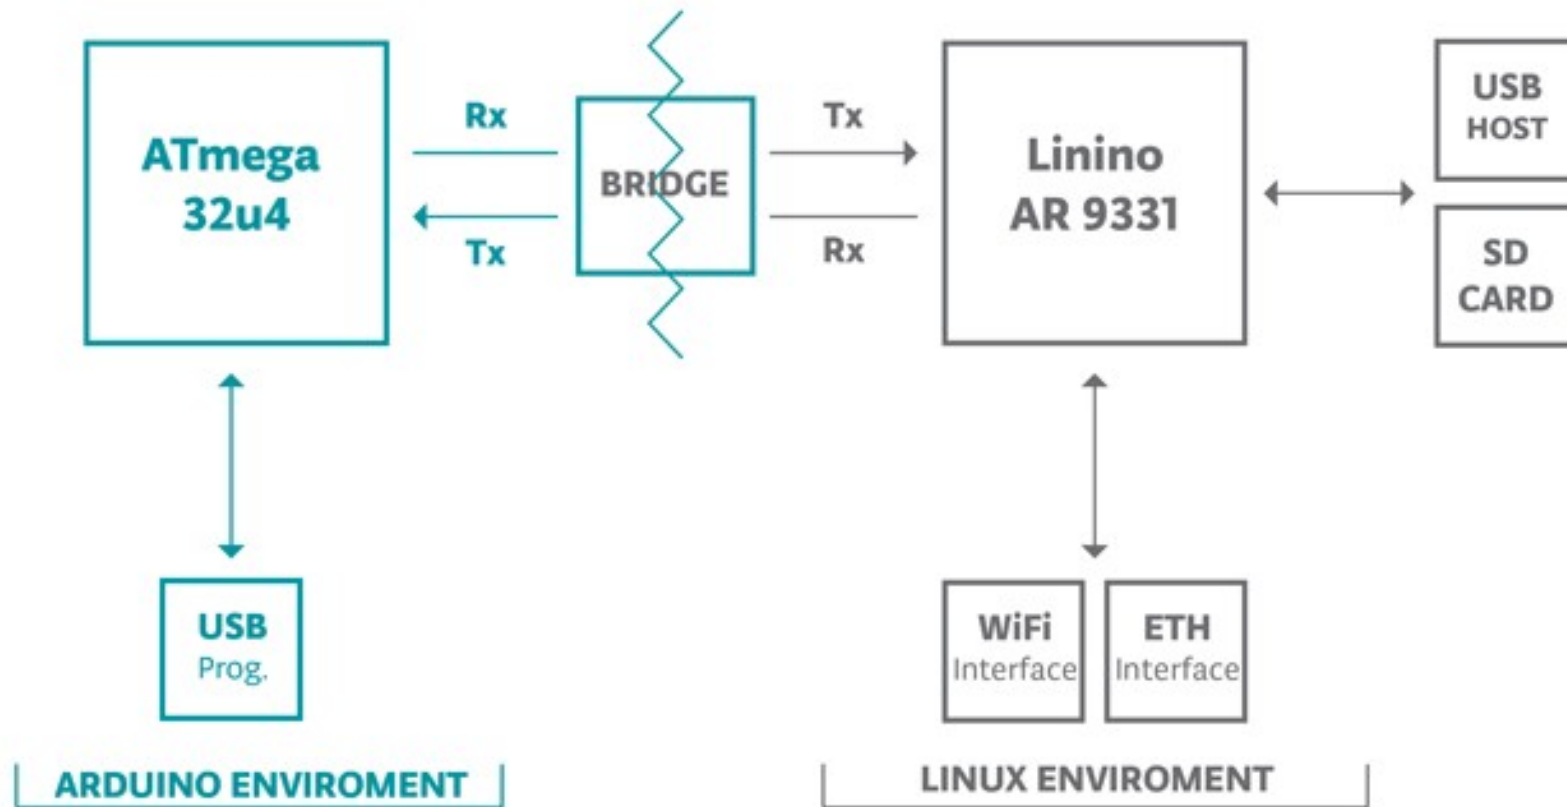 ATmega
32u4
Rx
Tx
BRIDGE
Tx
Rx
Linino
AR 9331
USB
HOST
SD
CARD
USB
Prog.
WiFi
Interface
ETH
Interface
ARDUINO ENVIROMENT
LINUX ENVIROMENT